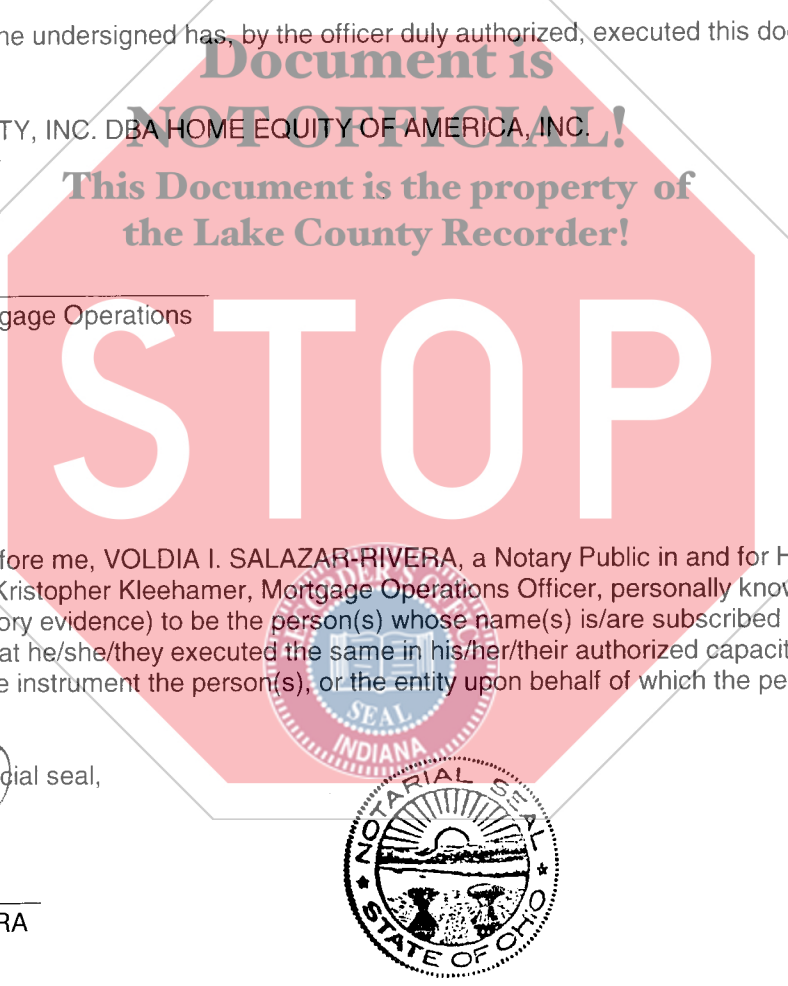 ne undersigned has, by the officer duly authorized, executed this do
Document is
NOT OFFICIAL!
TY, INC. DBA HOME EQUITY OF AMERICA, INC.
This Document is the property of
the Lake County Recorder!
gage Operations
STOP
fore me, VOLDIA I. SALAZAR-RIVERA, a Notary Public in and for H
Kristopher Kleehamer, Mortgage Operations Officer, personally know
ory evidence) to be the person(s) whose name(s) is/are subscribed
at he/she/they executed the same in his/her/their authorized capacit
e instrument the person(s), or the entity upon behalf of which the pe
SEAL
INDIANA
cial seal,
NOTARIAL SEAL
STATE OF OHIO
RA